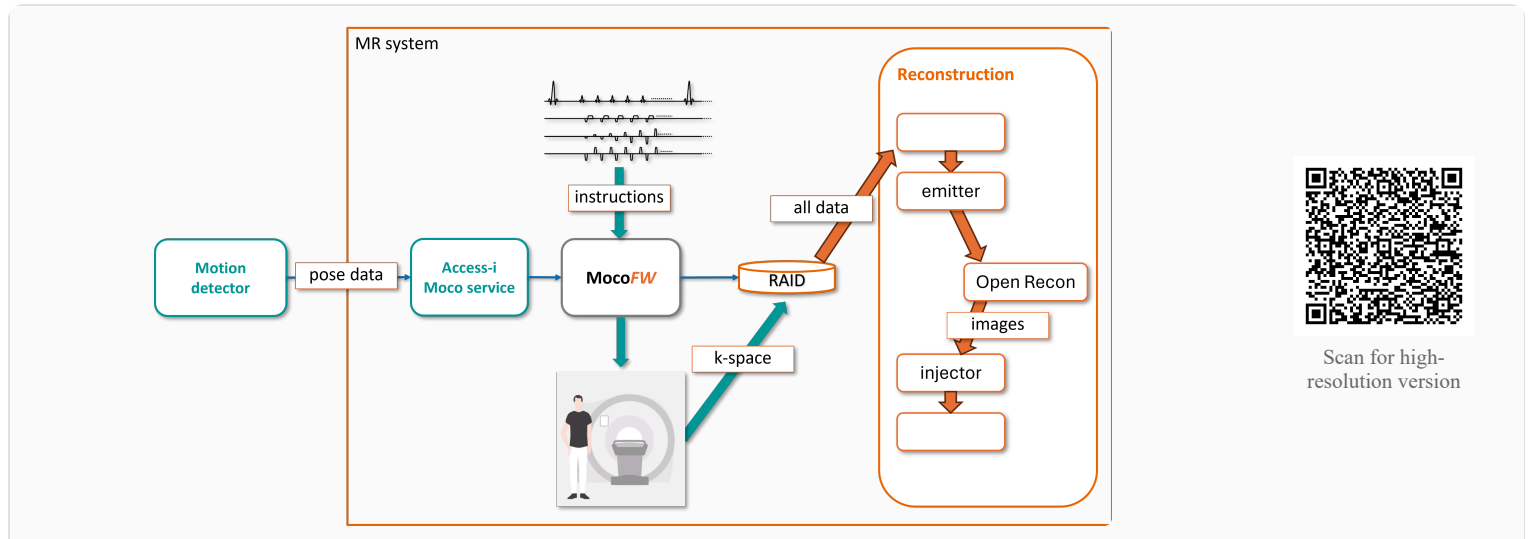 MR system
Reconstruction
instructions
all data
emitter
Motion
detector
pose data
Access-i
Moco service
MocoFW
RAID
Open Recon
images
k-space
injector
Scan for high-
resolution version